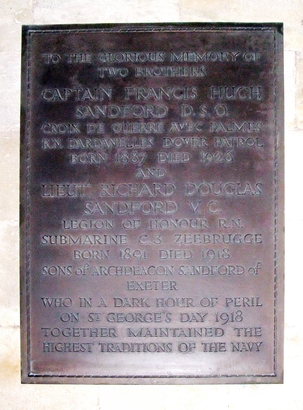 TO THE GLORIOUS MEMORY OF
TWO BROTHERS
CAPTAIN FRANCIS HUGH
SANDFORD D.S.O.
CROIX DE GUERRE AVEC PALMES
R.N. DARDANELLES DOVER PATROL
BORN 1887 DIED 1926
AND
LIEUT RICHARD DOUGLAS
SANDFORD V C
LEGION OF HONOUR R.N.
SUBMARINE C.3. ZEEBRUGGE
BORN 1891 DIED 1918
SONS of ARCHDEACON SANDFORD of
EXETER
WHO IN A DARK HOUR OF PERIL
ON ST GEORGE'S DAY 1918
TOGETHER MAINTAINED THE
HIGHEST TRADITIONS OF THE NAVY